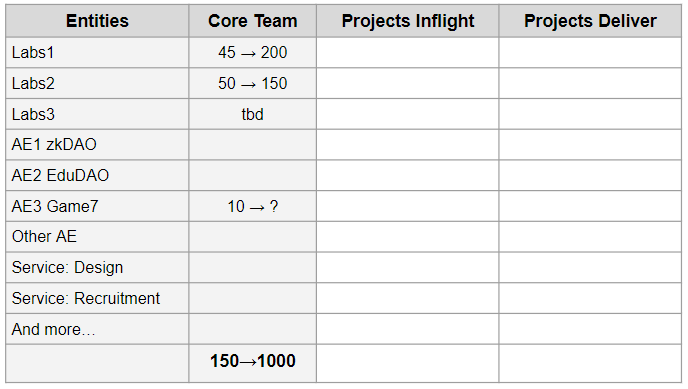 Entities Core Team Projects Inflight Projects Deliver
Labs1 45 → 200
Labs2 50 → 150
Labs3 tbd
AE1 zkDAO
AE2 EduDAO
AE3 Game7 10 → ?
Other AE
Service: Design
Service: Recruitment
And more…
150→1000